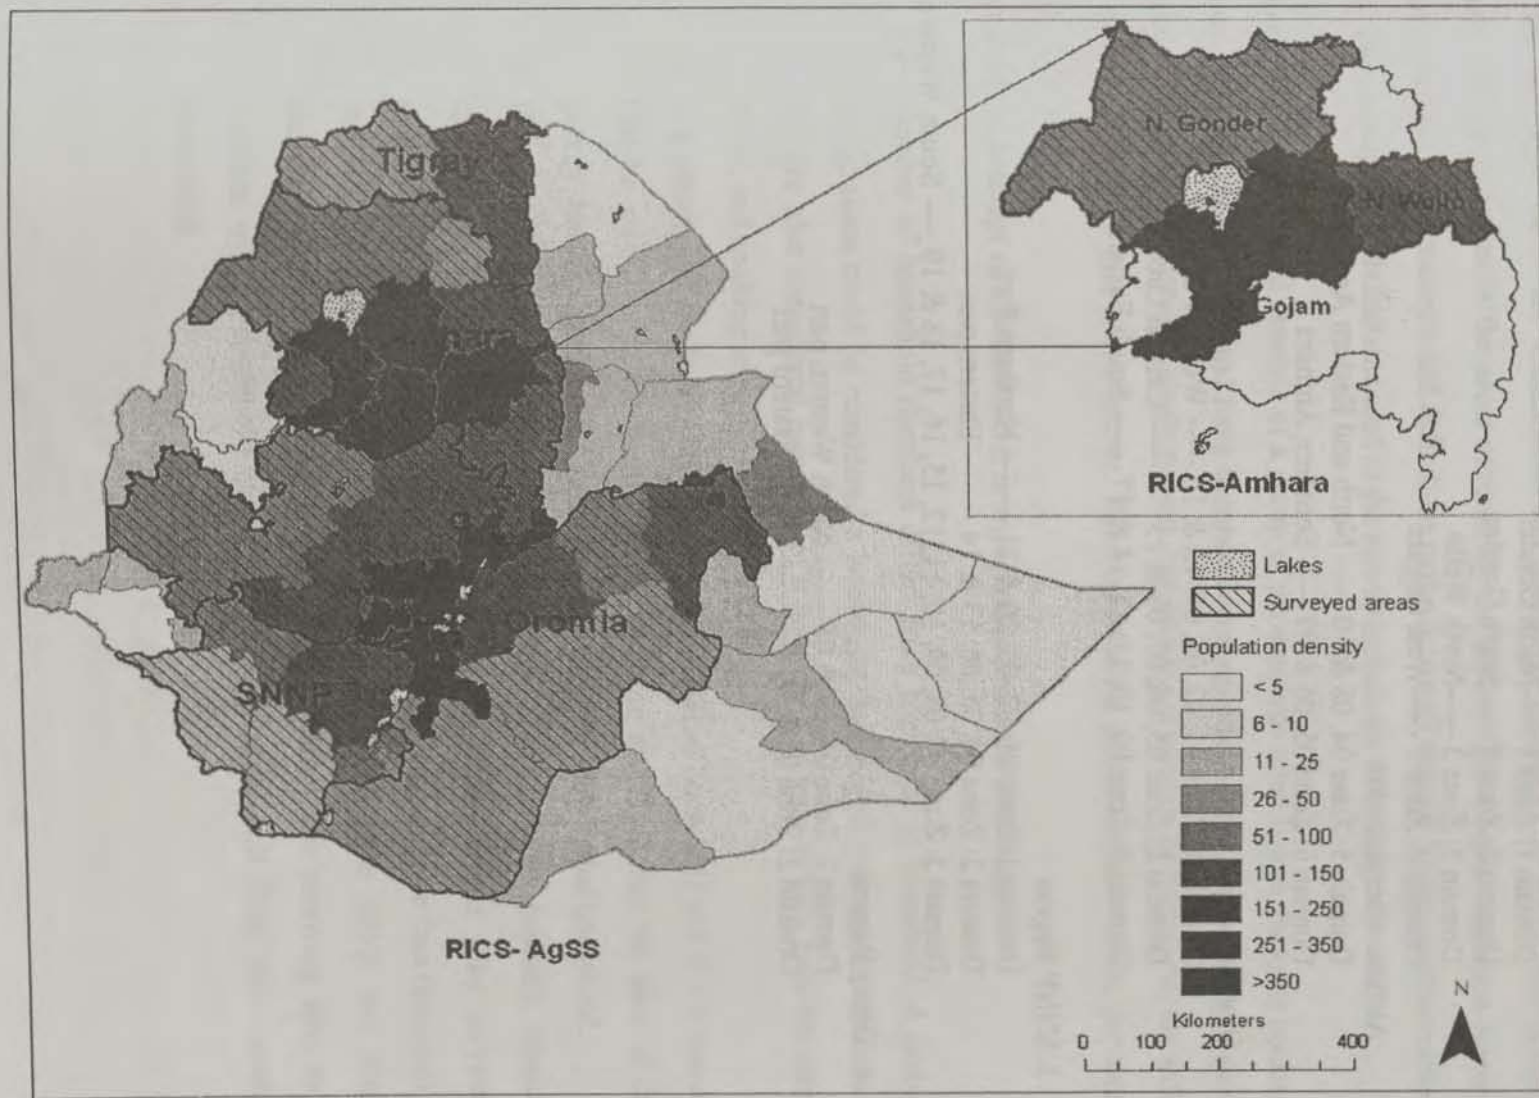 Tigray
Oromia
SNNP
RICS- AgSS
N. Gonder
N. Wollo
Gojam
RICS-Amhara
Lakes
Surveyed areas
Population density
< 5
6 - 10
11 - 25
26 - 50
51 - 100
101 - 150
151 - 250
251 - 350
>350
N
Kilometers
0 100 200 400